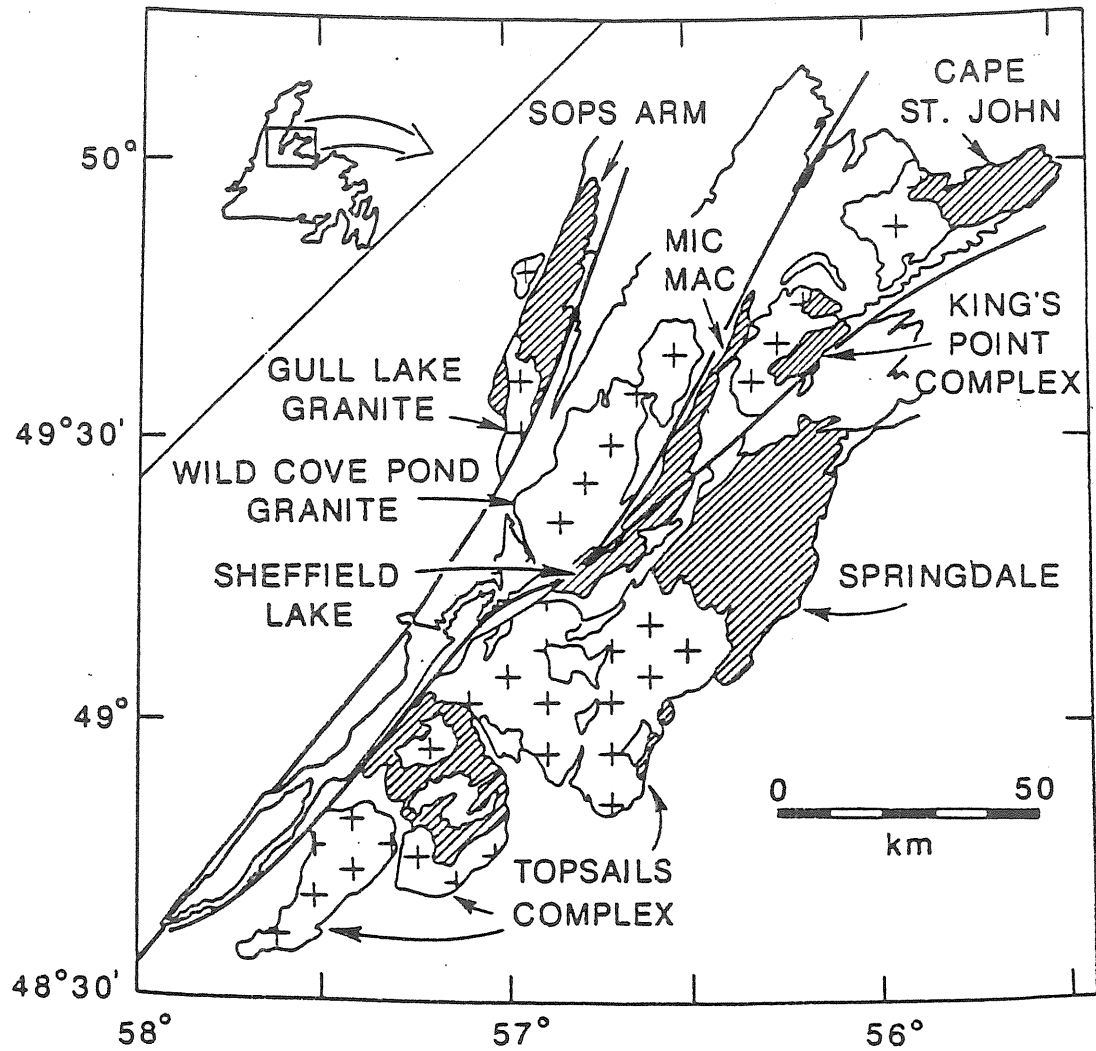 CAPE
ST. JOHN
SOPS ARM
50°
MIC
MAC
KING'S
POINT
COMPLEX
GULL LAKE
GRANITE
49°30'
WILD COVE POND
GRANITE
SHEFFIELD
LAKE
SPRINGDALE
49°
0 50
km
TOPSAILS
COMPLEX
48°30'
58° 57° 56°